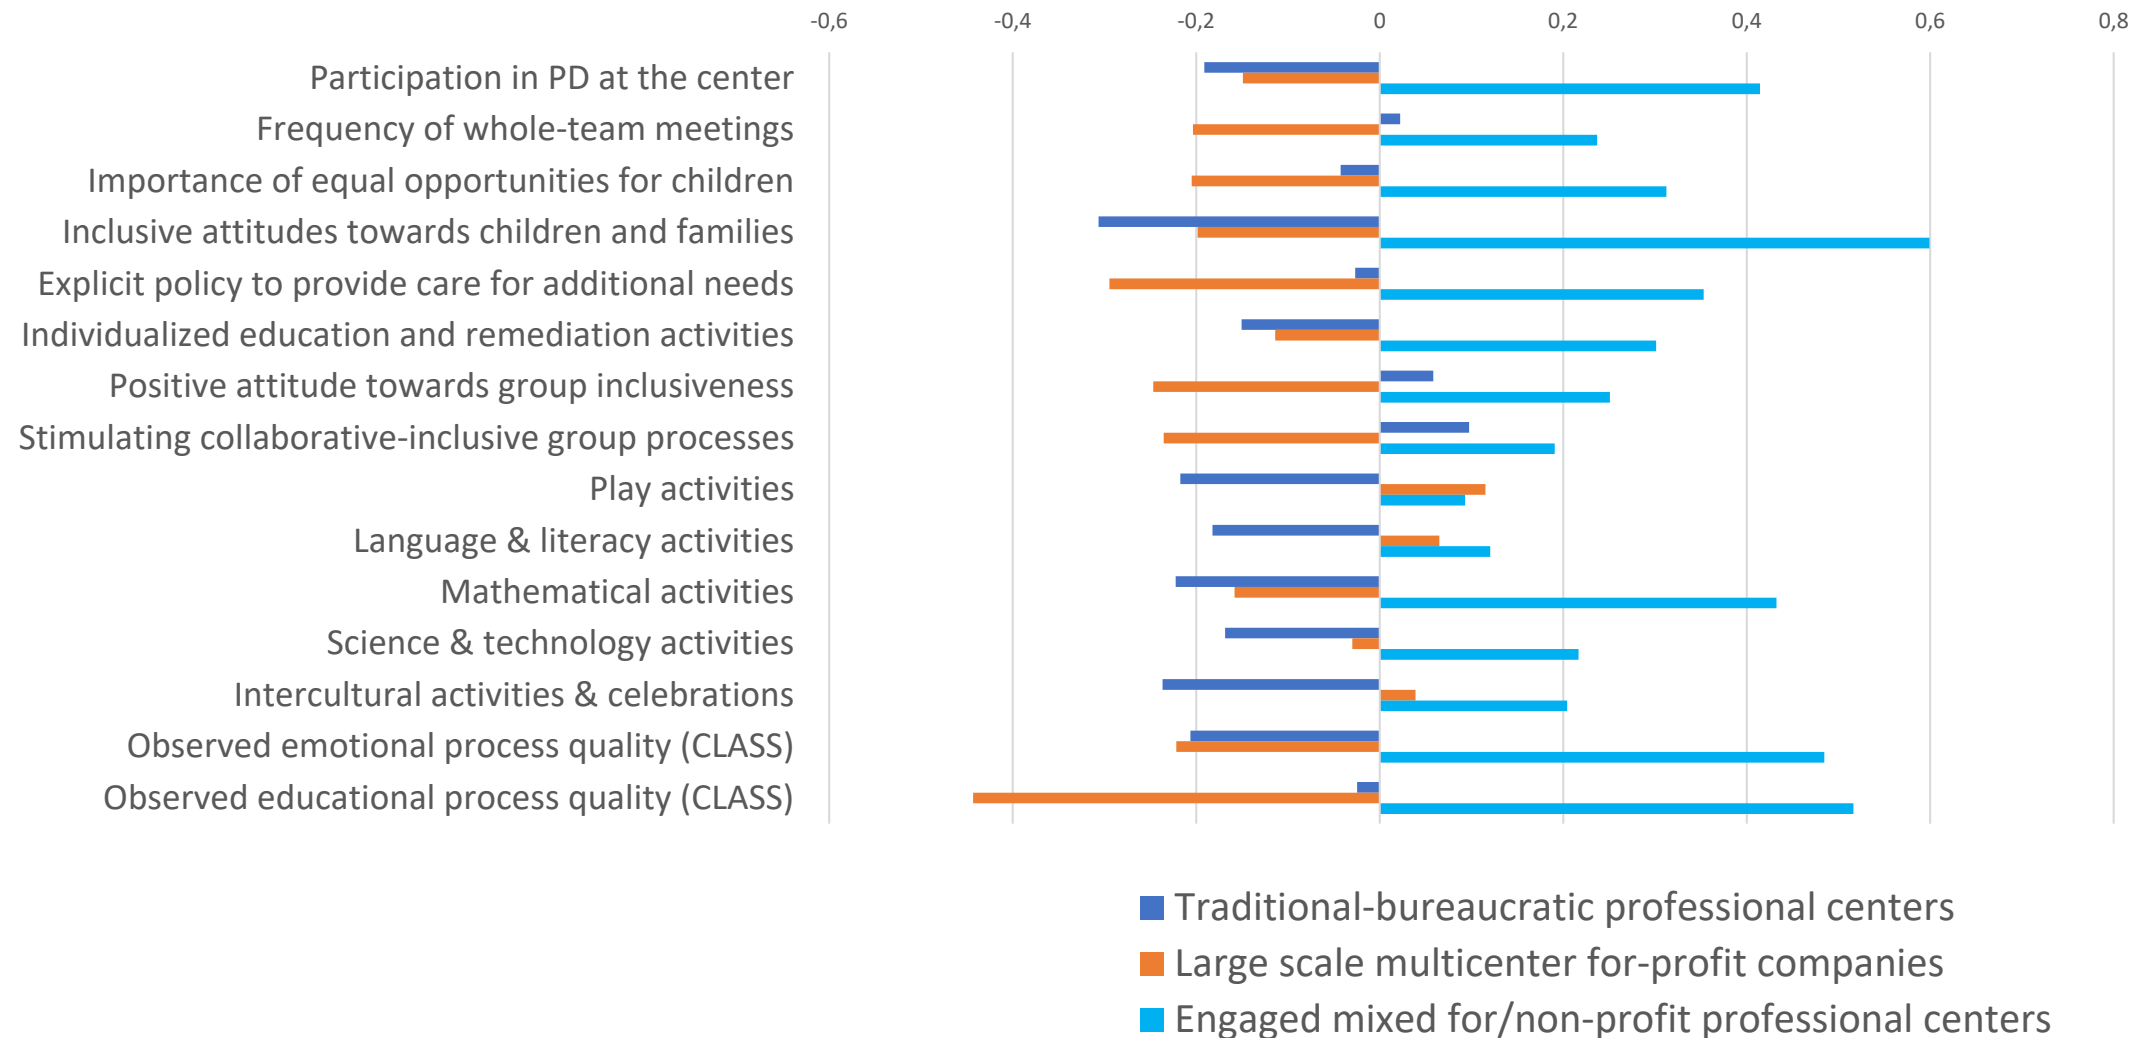 -0,6 -0,4 -0,2 0 0,2 0,4 0,6 0,8
Participation in PD at the center
Frequency of whole-team meetings
Importance of equal opportunities for children
Inclusive attitudes towards children and families
Explicit policy to provide care for additional needs
Individualized education and remediation activities
Positive attitude towards group inclusiveness
Stimulating collaborative-inclusive group processes
Play activities
Language & literacy activities
Mathematical activities
Science & technology activities
Intercultural activities & celebrations
Observed emotional process quality (CLASS)
Observed educational process quality (CLASS)
Traditional-bureaucratic professional centers
Large scale multicenter for-profit companies
Engaged mixed for/non-profit professional centers